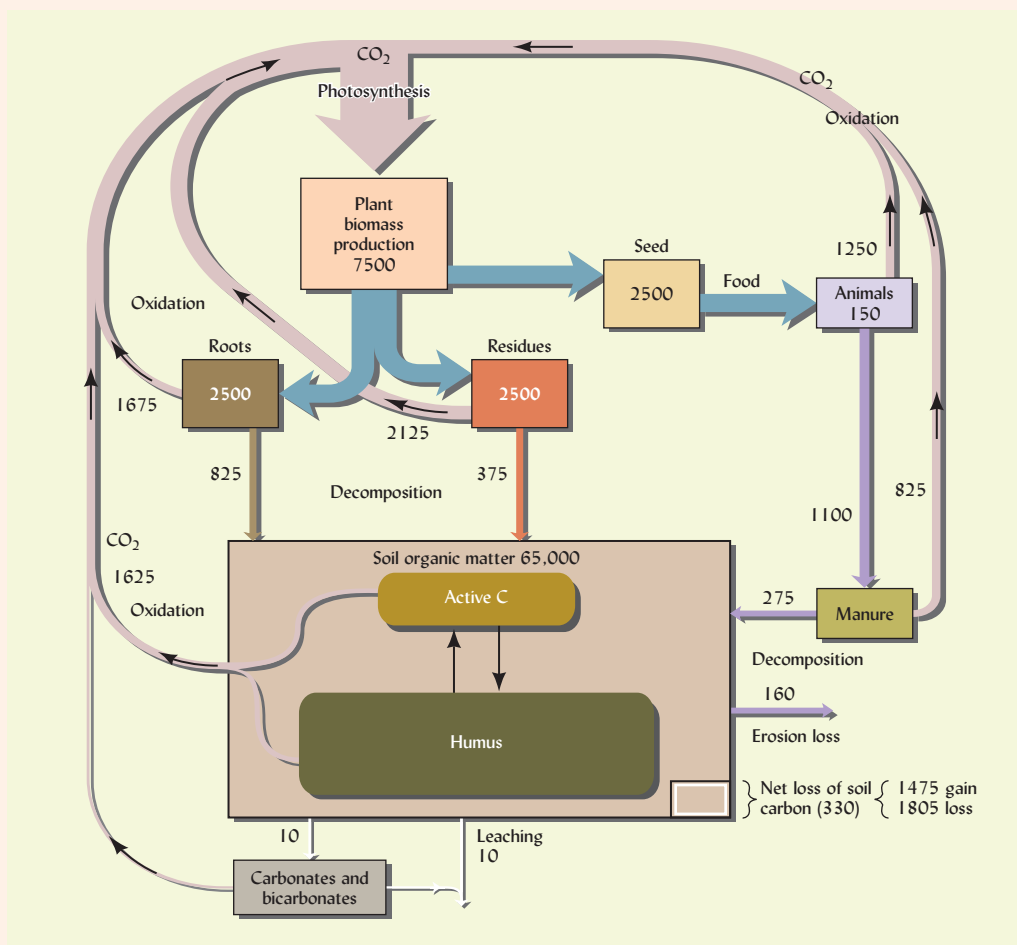 CO2
Photosynthesis
CO2
Oxidation
Plant
biomass
production
7500
Seed
2500
Food
1250
Animals
150
Oxidation
Roots
2500
Residues
2500
1675
2125
825
Decomposition
375
1100
825
CO2
1625
Oxidation
Soil organic matter 65,000
Active C
275
Manure
Decomposition
160
Erosion loss
Humus
Net loss of soil
carbon (330)
1475 gain
1805 loss
10
Leaching
10
Carbonates and
bicarbonates